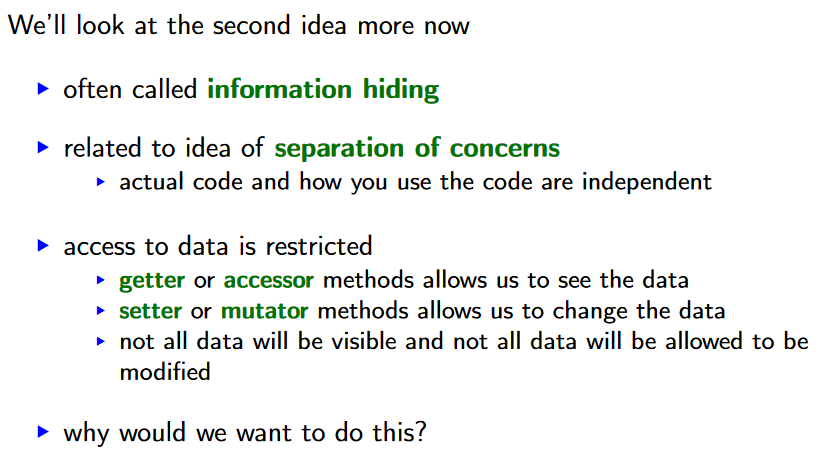 We'll look at the second idea more now
often called information hiding
related to idea of separation of concerns
actual code and how you use the code are independent
access to data is restricted
getter or accessor methods allows us to see the data
setter or mutator methods allows us to change the data
not all data will be visible and not all data will be allowed to be
modified
why would we want to do this?